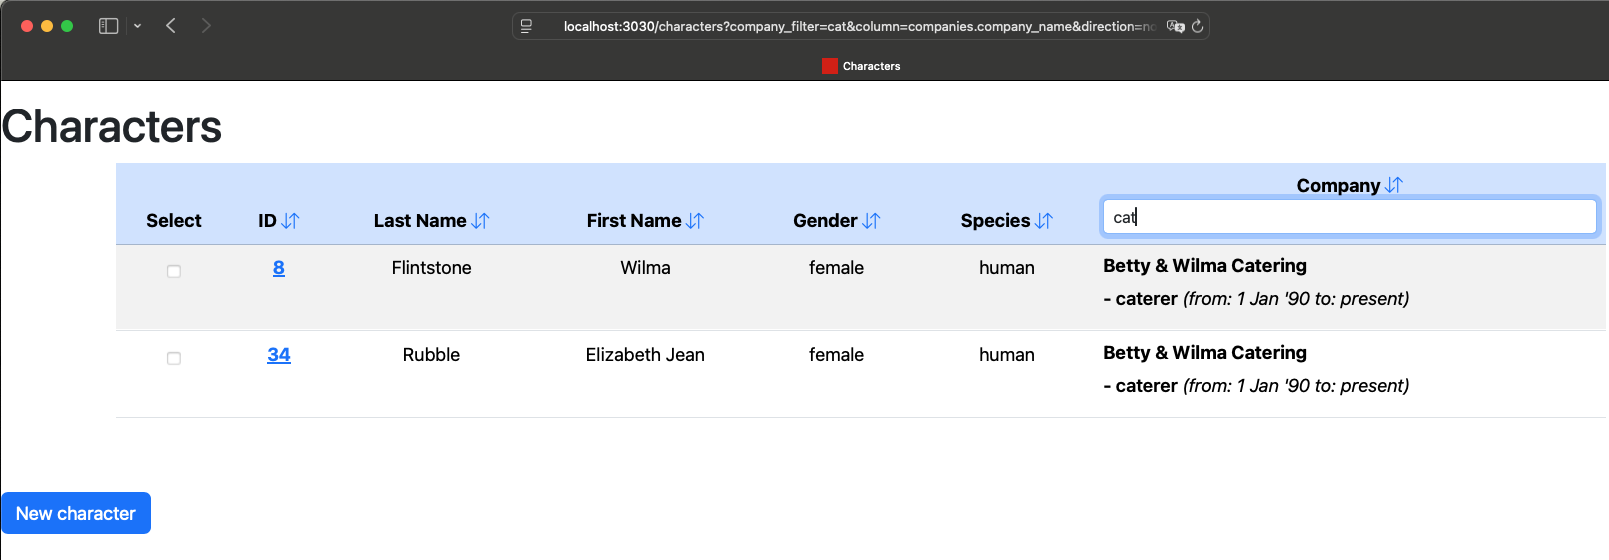 localhost:3030/characters?company_filter=cat&column=companies.company_name&direction=no
Characters
Characters
Company
Select ID Last Name First Name Gender Species cat
8 Flintstone Wilma female human Betty & Wilma Catering
- caterer (from: 1 Jan '90 to: present)
34 Rubble Elizabeth Jean female human Betty & Wilma Catering
- caterer (from: 1 Jan '90 to: present)
New character